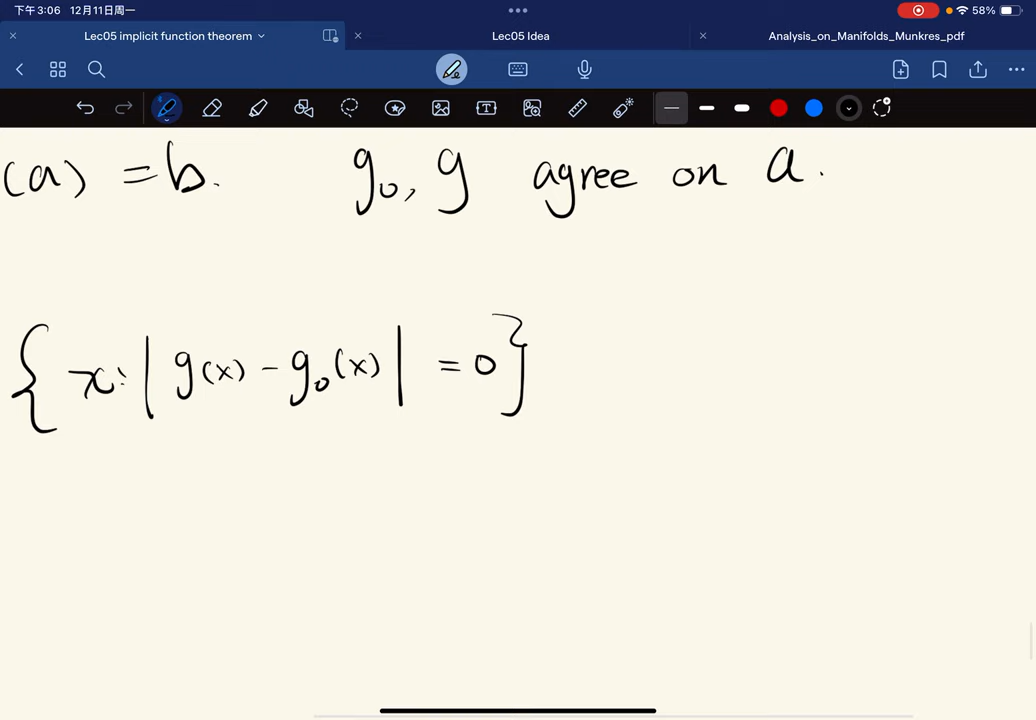 下午3:06 12月11日周一
58%
Lec05 implicit function theorem
Lec05 Idea
Analysis_on_Manifolds_Munkres_pdf
(a) = b. g₀, g agree on a.
{ x: | g(x) - g₀(x) | = 0 }